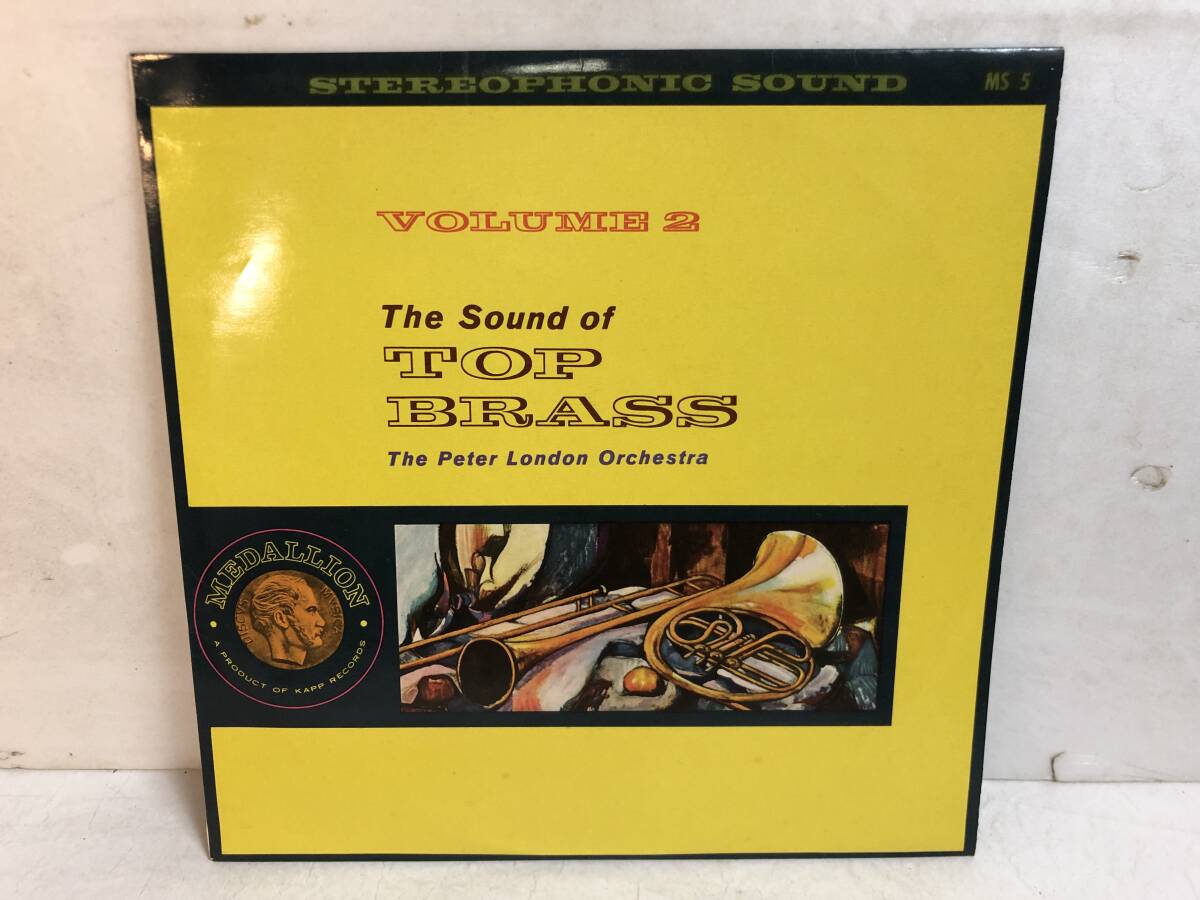 STEREOPHONIC SOUND MS 5
VOLUME 2
The Sound of
TOP
BRASS
The Peter London Orchestra
MEDALLION
A PRODUCT OF KAPP RECORDS